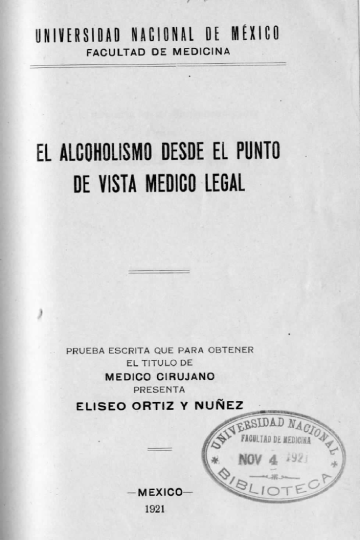 UNIVERSIDAD NACIONAL DE MÉXICO
FACULTAD DE MEDICINA
EL ALCOHOLISMO DESDE EL PUNTO
DE VISTA MEDICO LEGAL
PRUEBA ESCRITA QUE PARA OBTENER
EL TITULO DE
MEDICO CIRUJANO
PRESENTA
ELISEO ORTIZ Y NUÑEZ
UNIVERSIDAD NACIONAL
FACULTAD DE MEDICINA
NOV 4 1921
BIBLIOTECA
—MEXICO—
1921